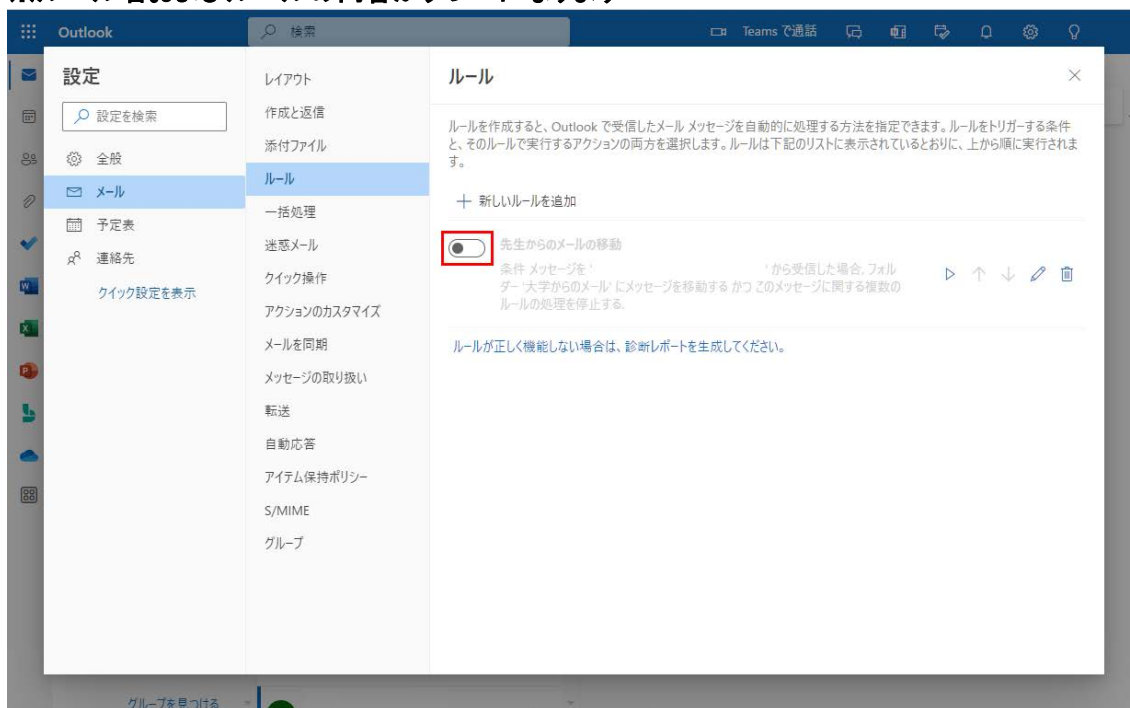 Outlook
検索
Teams で通話
設定
設定を検索
全般
メール
予定表
連絡先
クイック設定を表示
レイアウト
作成と返信
添付ファイル
ルール
一括処理
迷惑メール
クイック操作
アクションのカスタマイズ
メールを同期
メッセージの取り扱い
転送
自動応答
アイテム保持ポリシー
S/MIME
グループ
ルール
ルールを作成すると、Outlook で受信したメール メッセージを自動的に処理する方法を指定できます。ルールをトリガーする条件
と、そのルールで実行するアクションの両方を選択します。ルールは下記のリストに表示されているとおりに、上から順に実行されま
す。
新しいルールを追加
先生からのメールの移動
条件 メッセージを ' ' から受信した場合, フォル
ダー '大学からのメール' にメッセージを移動する かつ このメッセージに関する複数の
ルールの処理を停止する.
ルールが正しく機能しない場合は、診断レポートを生成してください。
グループを見つける